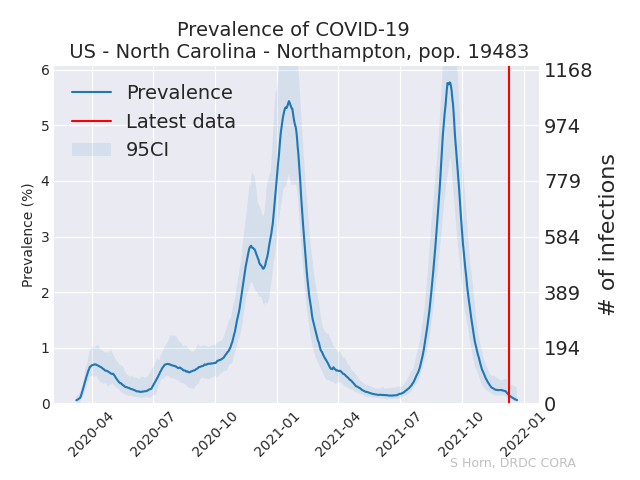 Prevalence of COVID-19
US - North Carolina - Northampton, pop. 19483
6
5
4
3
2
1
0
Prevalence (%)
Prevalence
Latest data
95CI
1168
974
779
584
389
194
0
# of infections
2020-04
2020-07
2020-10
2021-01
2021-04
2021-07
2021-10
2022-01
S Horn, DRDC CORA